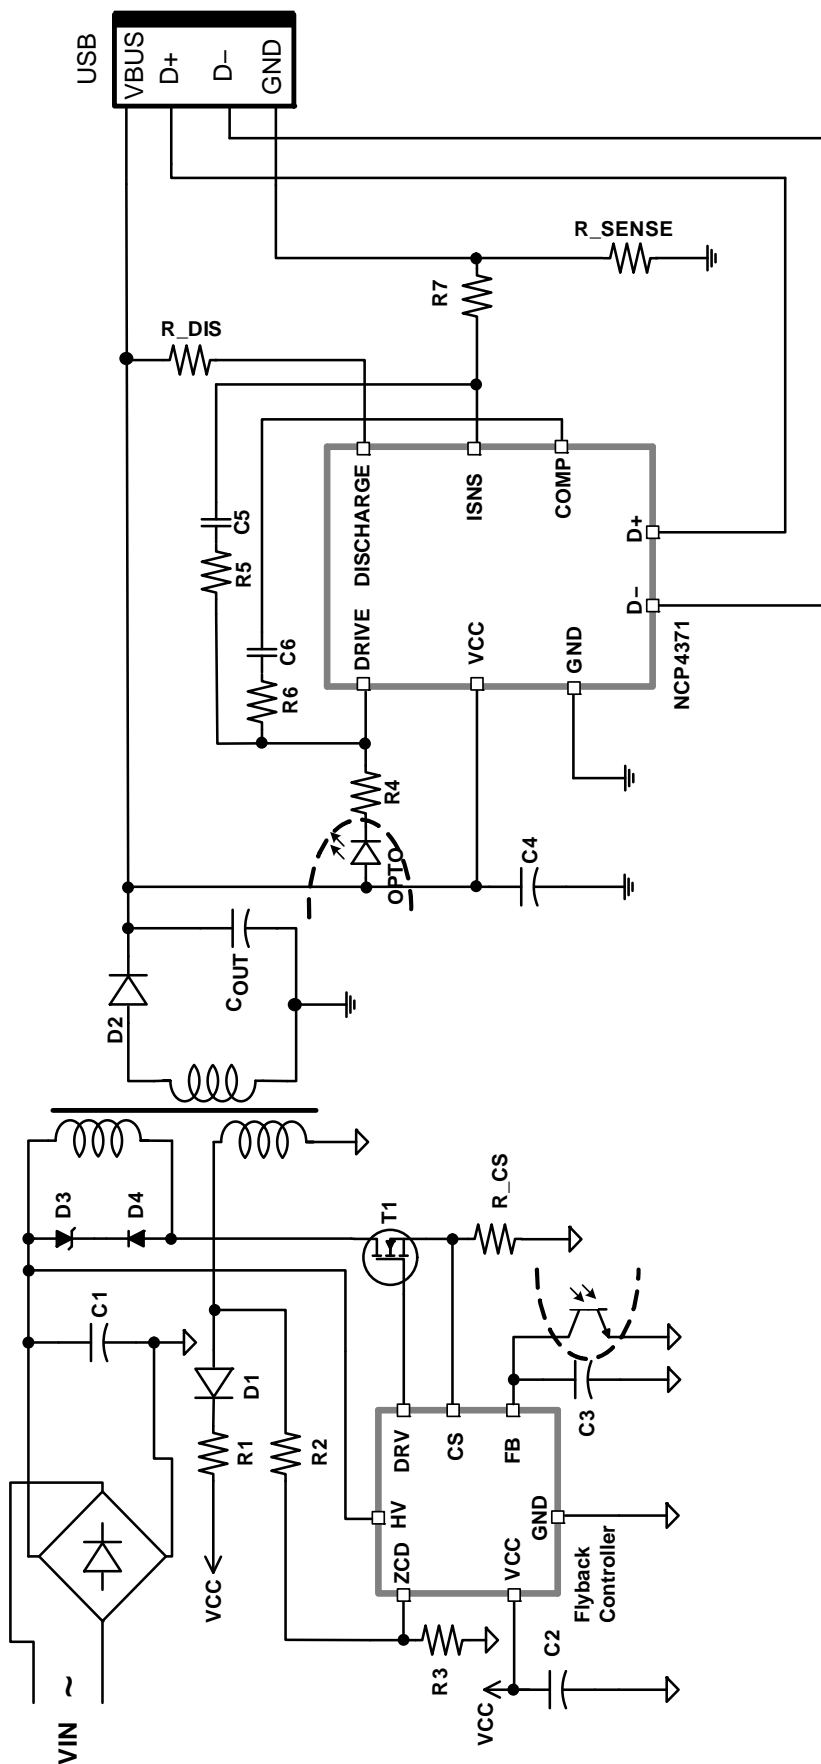 USB
VBUS
D+
D−
GND
R_SENSE
R7
R_DIS
C5
R5
C6
R6
DRIVE
DISCHARGE
ISNS
COMP
VCC
GND
D−
D+
NCP4371
R4
OPTO
C4
D2
COUT
D3
D4
T1
R_CS
C1
D1
R1
R2
VCC
HV
DRV
CS
FB
ZCD
VCC
GND
Flyback
Controller
C3
R3
VCC
C2
VIN ~